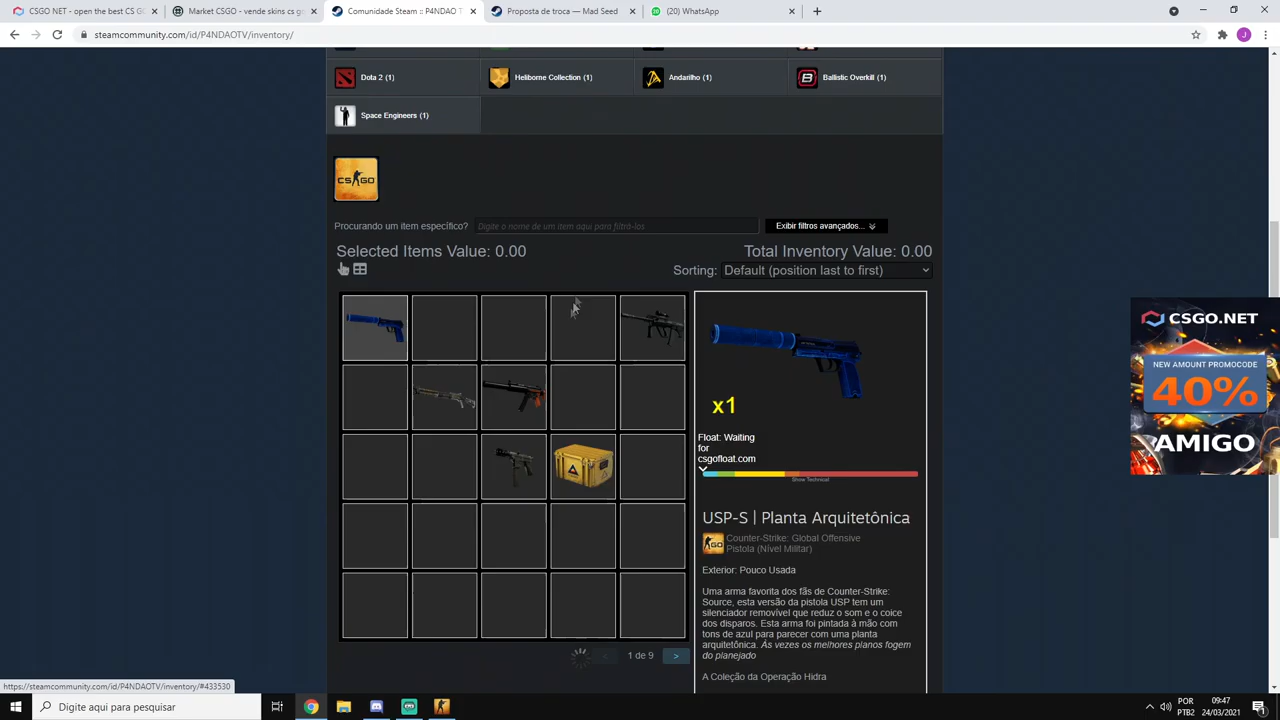 CSGO NET - open the best CS GO
Market CSGO - vende skins cs go
Comunidade Steam :: P4NDAO T
Proposta de troca — Mad Seed
(20) WhatsApp
steamcommunity.com/id/P4NDAOTV/inventory/
J
Dota 2 (1)
Heliborne Collection (1)
Andarilho (1)
Ballistic Overkill (1)
Space Engineers (1)
CS GO
Procurando um item específico?
Digite o nome de um item aqui para filtrá-los
Exibir filtros avançados...
Selected Items Value: 0.00
Total Inventory Value: 0.00
Sorting:
Default (position last to first)
x1
Float: Waiting
for
csgofloat.com
Show Technical
USP-S | Planta Arquitetônica
Counter-Strike: Global Offensive
Pistola (Nível Militar)
Exterior: Pouco Usada
Uma arma favorita dos fãs de Counter-Strike:
Source, esta versão da pistola USP tem um
silenciador removível que reduz o som e o coice
dos disparos. Esta arma foi pintada à mão com
tons de azul para parecer com uma planta
arquitetônica. Às vezes os melhores planos fogem
do planejado
A Coleção da Operação Hidra
< 1 de 9 >
CSGO.NET
NEW AMOUNT PROMOCODE
40%
AMIGO
https://steamcommunity.com/id/P4NDAOTV/inventory/#433530
Digite aqui para pesquisar
POR
PTB2
09:47
24/03/2021
1